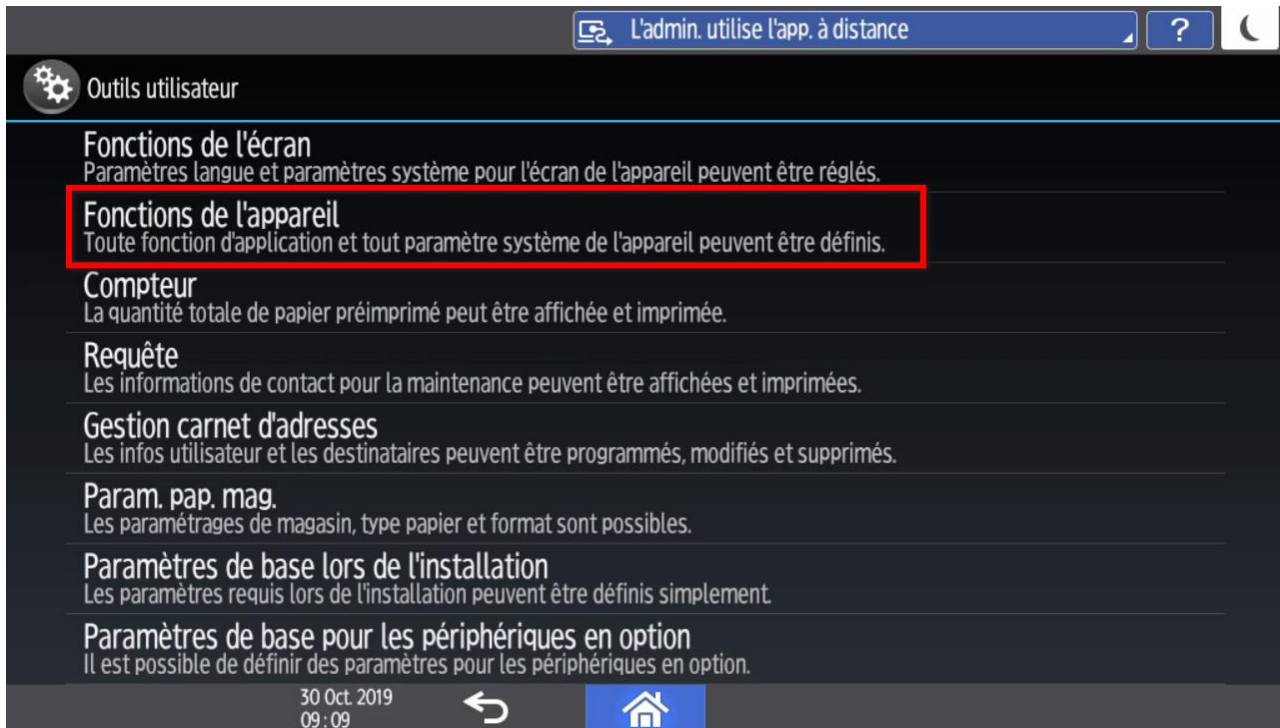 L'admin. utilise l'app. à distance
?
Outils utilisateur
Fonctions de l'écran
Paramètres langue et paramètres système pour l'écran de l'appareil peuvent être réglés.
Fonctions de l'appareil
Toute fonction d'application et tout paramètre système de l'appareil peuvent être définis.
Compteur
La quantité totale de papier préimprimé peut être affichée et imprimée.
Requête
Les informations de contact pour la maintenance peuvent être affichées et imprimées.
Gestion carnet d'adresses
Les infos utilisateur et les destinataires peuvent être programmés, modifiés et supprimés.
Param. pap. mag.
Les paramétrages de magasin, type papier et format sont possibles.
Paramètres de base lors de l'installation
Les paramètres requis lors de l'installation peuvent être définis simplement.
Paramètres de base pour les périphériques en option
Il est possible de définir des paramètres pour les périphériques en option.
30 Oct. 2019
09 : 09